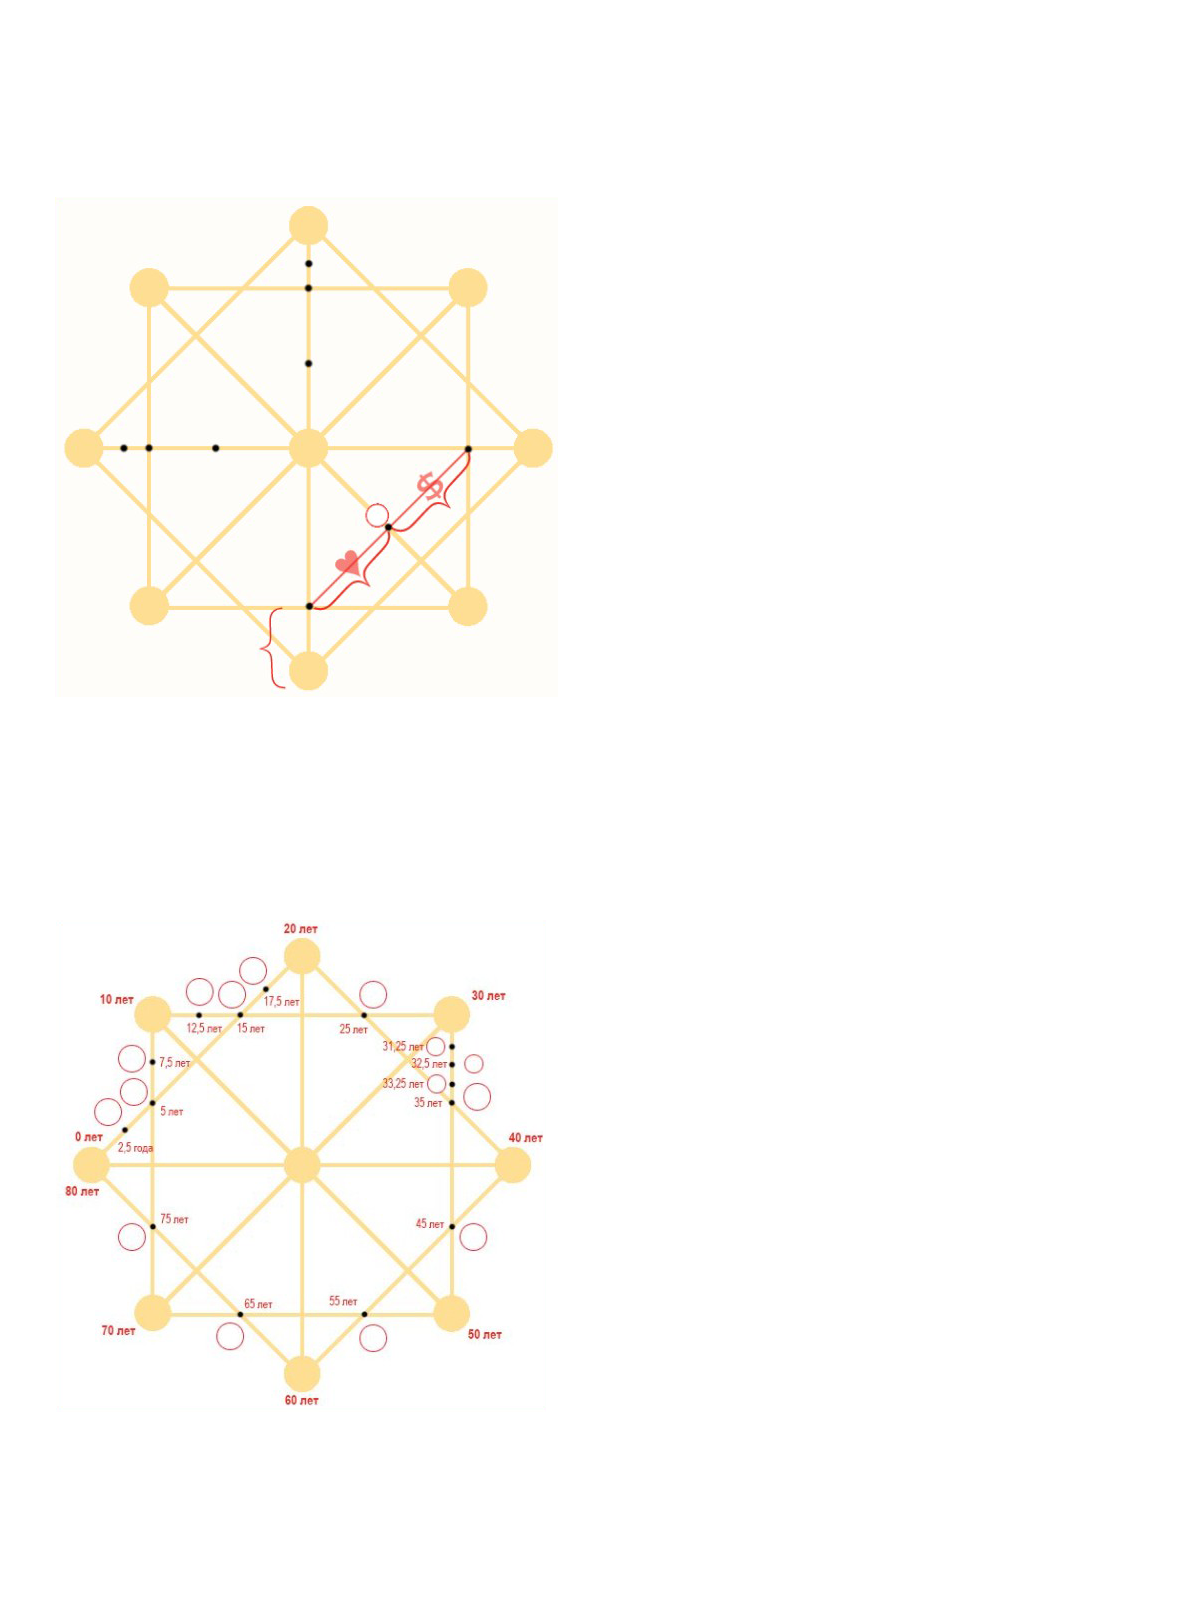 $
20 лет
10 лет
30 лет
17,5 лет
12,5 лет
15 лет
25 лет
31,25 лет
7,5 лет
32,5 лет
33,25 лет
5 лет
35 лет
0 лет
2,5 года
40 лет
80 лет
75 лет
45 лет
65 лет
55 лет
70 лет
50 лет
60 лет